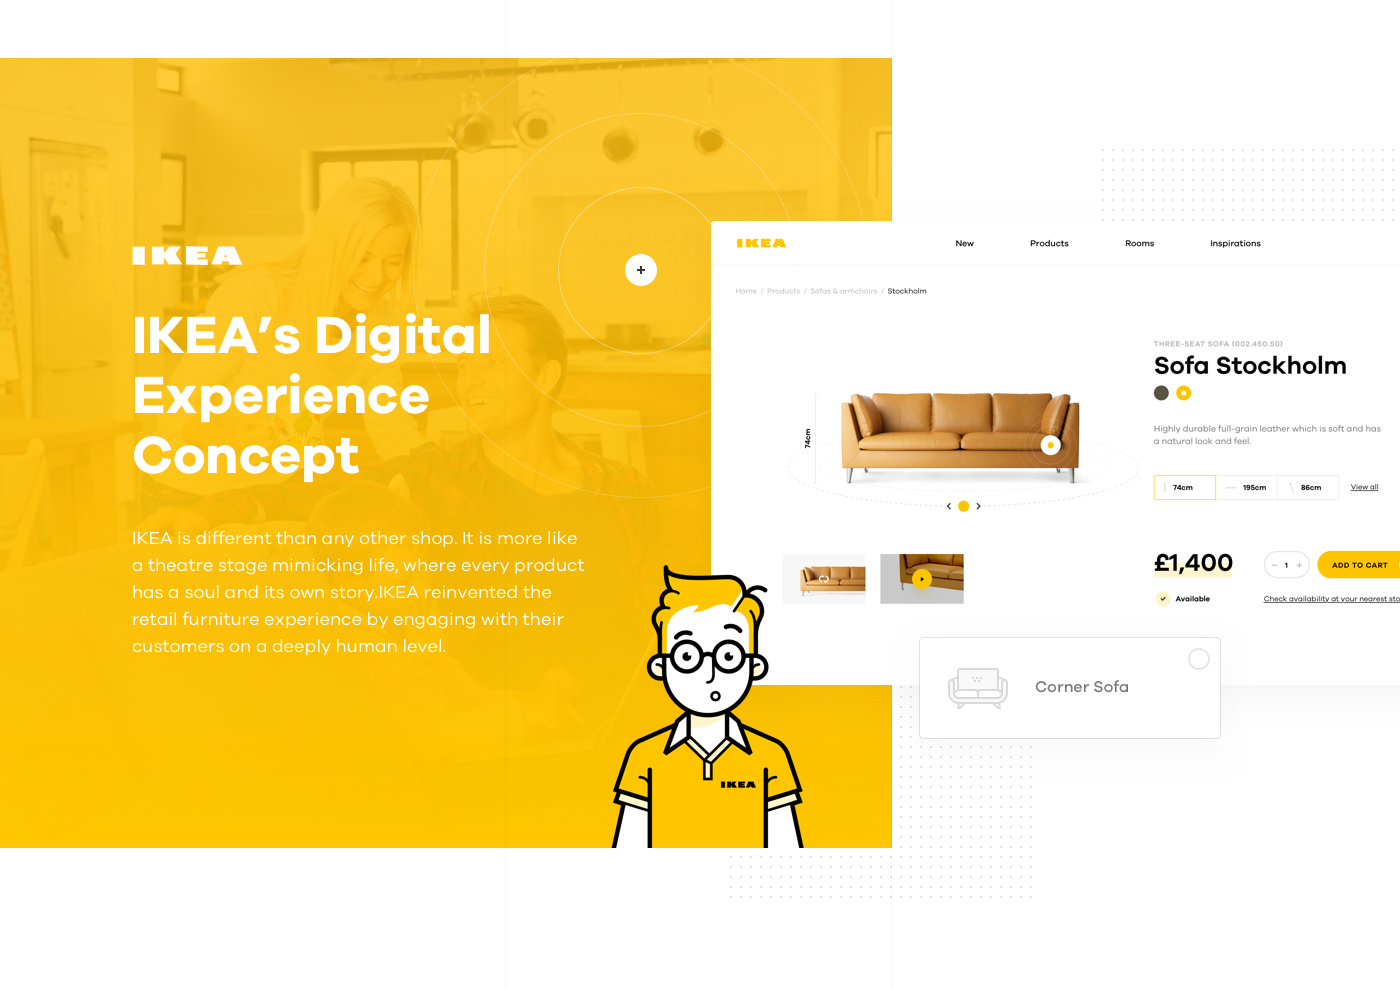 IKEA
IKEA’s Digital
Experience
Concept
IKEA is different than any other shop. It is more like
a theatre stage mimicking life, where every product
has a soul and its own story.IKEA reinvented the
retail furniture experience by engaging with their
customers on a deeply human level.
IKEA
IKEA
New
Products
Rooms
Inspirations
Home / Products / Sofas & armchairs / Stockholm
74cm
THREE-SEAT SOFA (002.450.50)
Sofa Stockholm
Highly durable full-grain leather which is soft and has
a natural look and feel.
74cm
195cm
86cm
View all
£1,400
- 1 +
ADD TO CART
Available
Check availability at your nearest sto
Corner Sofa